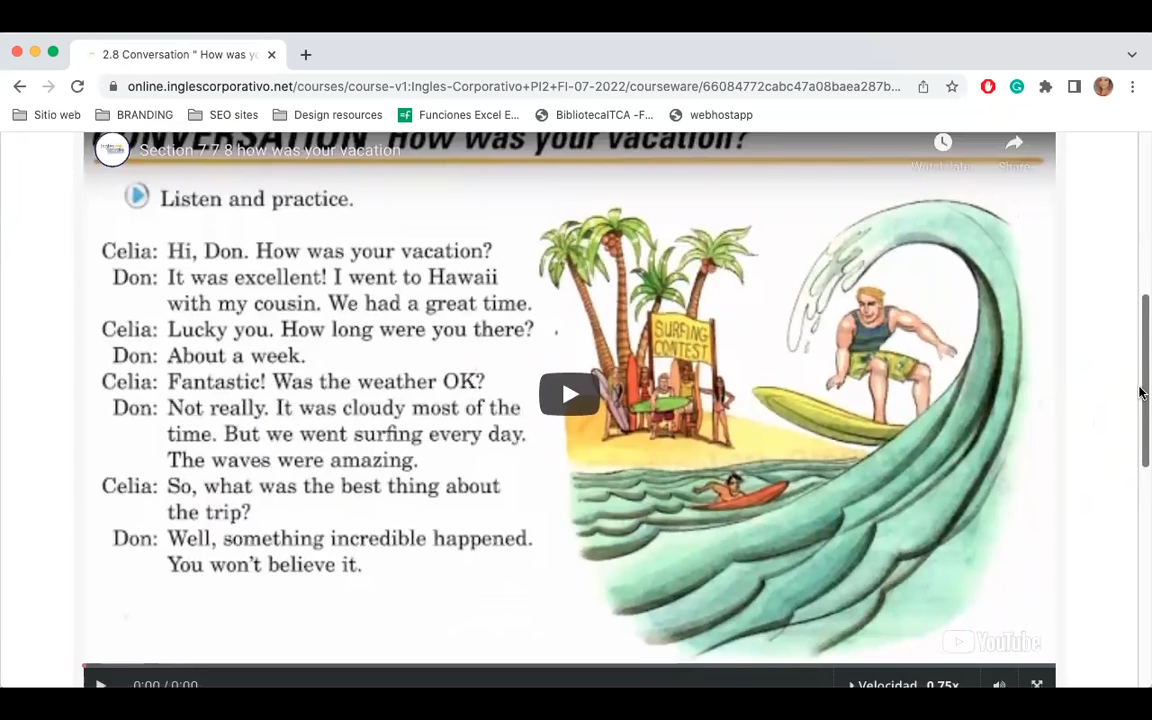 2.8 Conversation " How was y
online.inglescorporativo.net/courses/course-v1:Ingles-Corporativo+PI2+FI-07-2022/courseware/66084772cabc47a08baea287b...
Sitio web BRANDING SEO sites Design resources Funciones Excel E... BibliotecaITCA -F... webhostapp
CONVERSATION How was your vacation?
Section 7 7 8 how was your vacation
Watch later Share
Listen and practice.
Celia: Hi, Don. How was your vacation?
Don: It was excellent! I went to Hawaii
with my cousin. We had a great time.
Celia: Lucky you. How long were you there?
Don: About a week.
Celia: Fantastic! Was the weather OK?
Don: Not really. It was cloudy most of the
time. But we went surfing every day.
The waves were amazing.
Celia: So, what was the best thing about
the trip?
Don: Well, something incredible happened.
You won't believe it.
SURFING
CONTEST
YouTube
0:00 / 0:00 Velocidad 0.75x